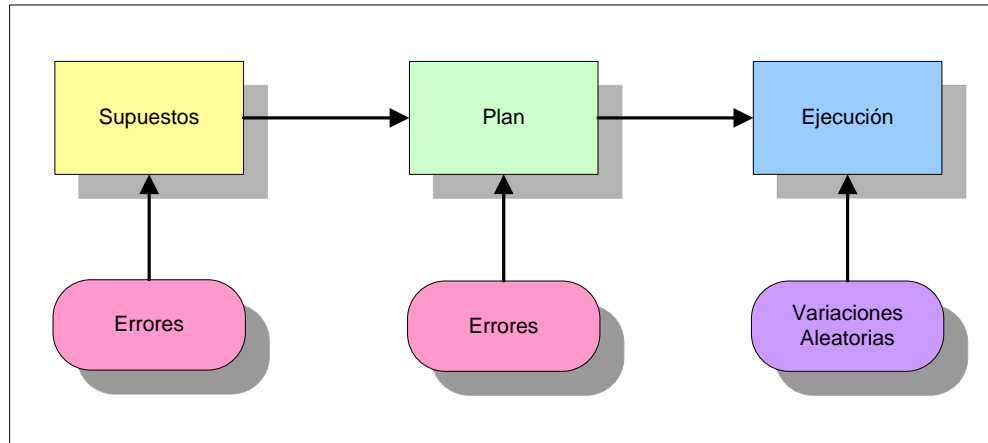 Supuestos
Plan
Ejecución
Errores
Errores
Variaciones
Aleatorias